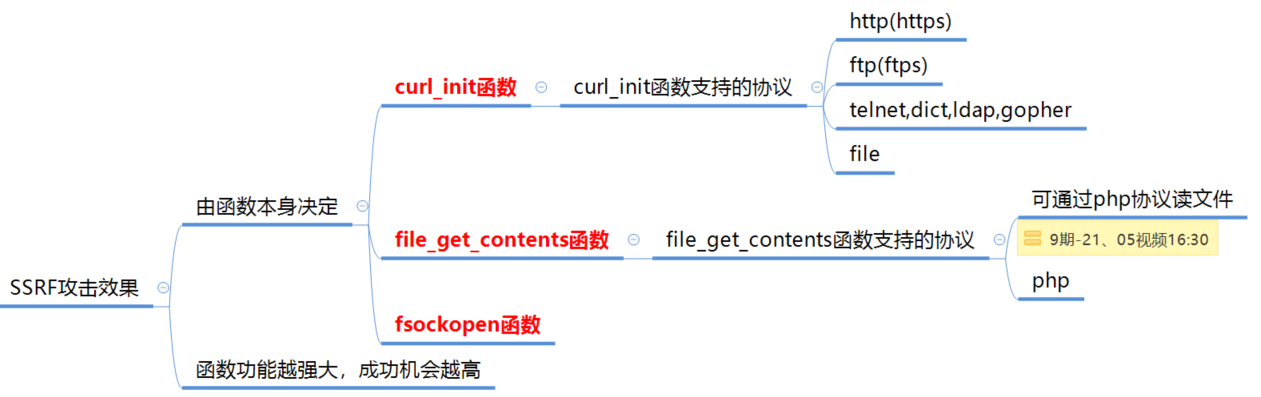 SSRF攻击效果
由函数本身决定
curl_init函数
curl_init函数支持的协议
http(https)
ftp(ftps)
telnet,dict,ldap,gopher
file
file_get_contents函数
file_get_contents函数支持的协议
可通过php协议读文件
9期-21、05视频16:30
php
fsockopen函数
函数功能越强大，成功机会越高